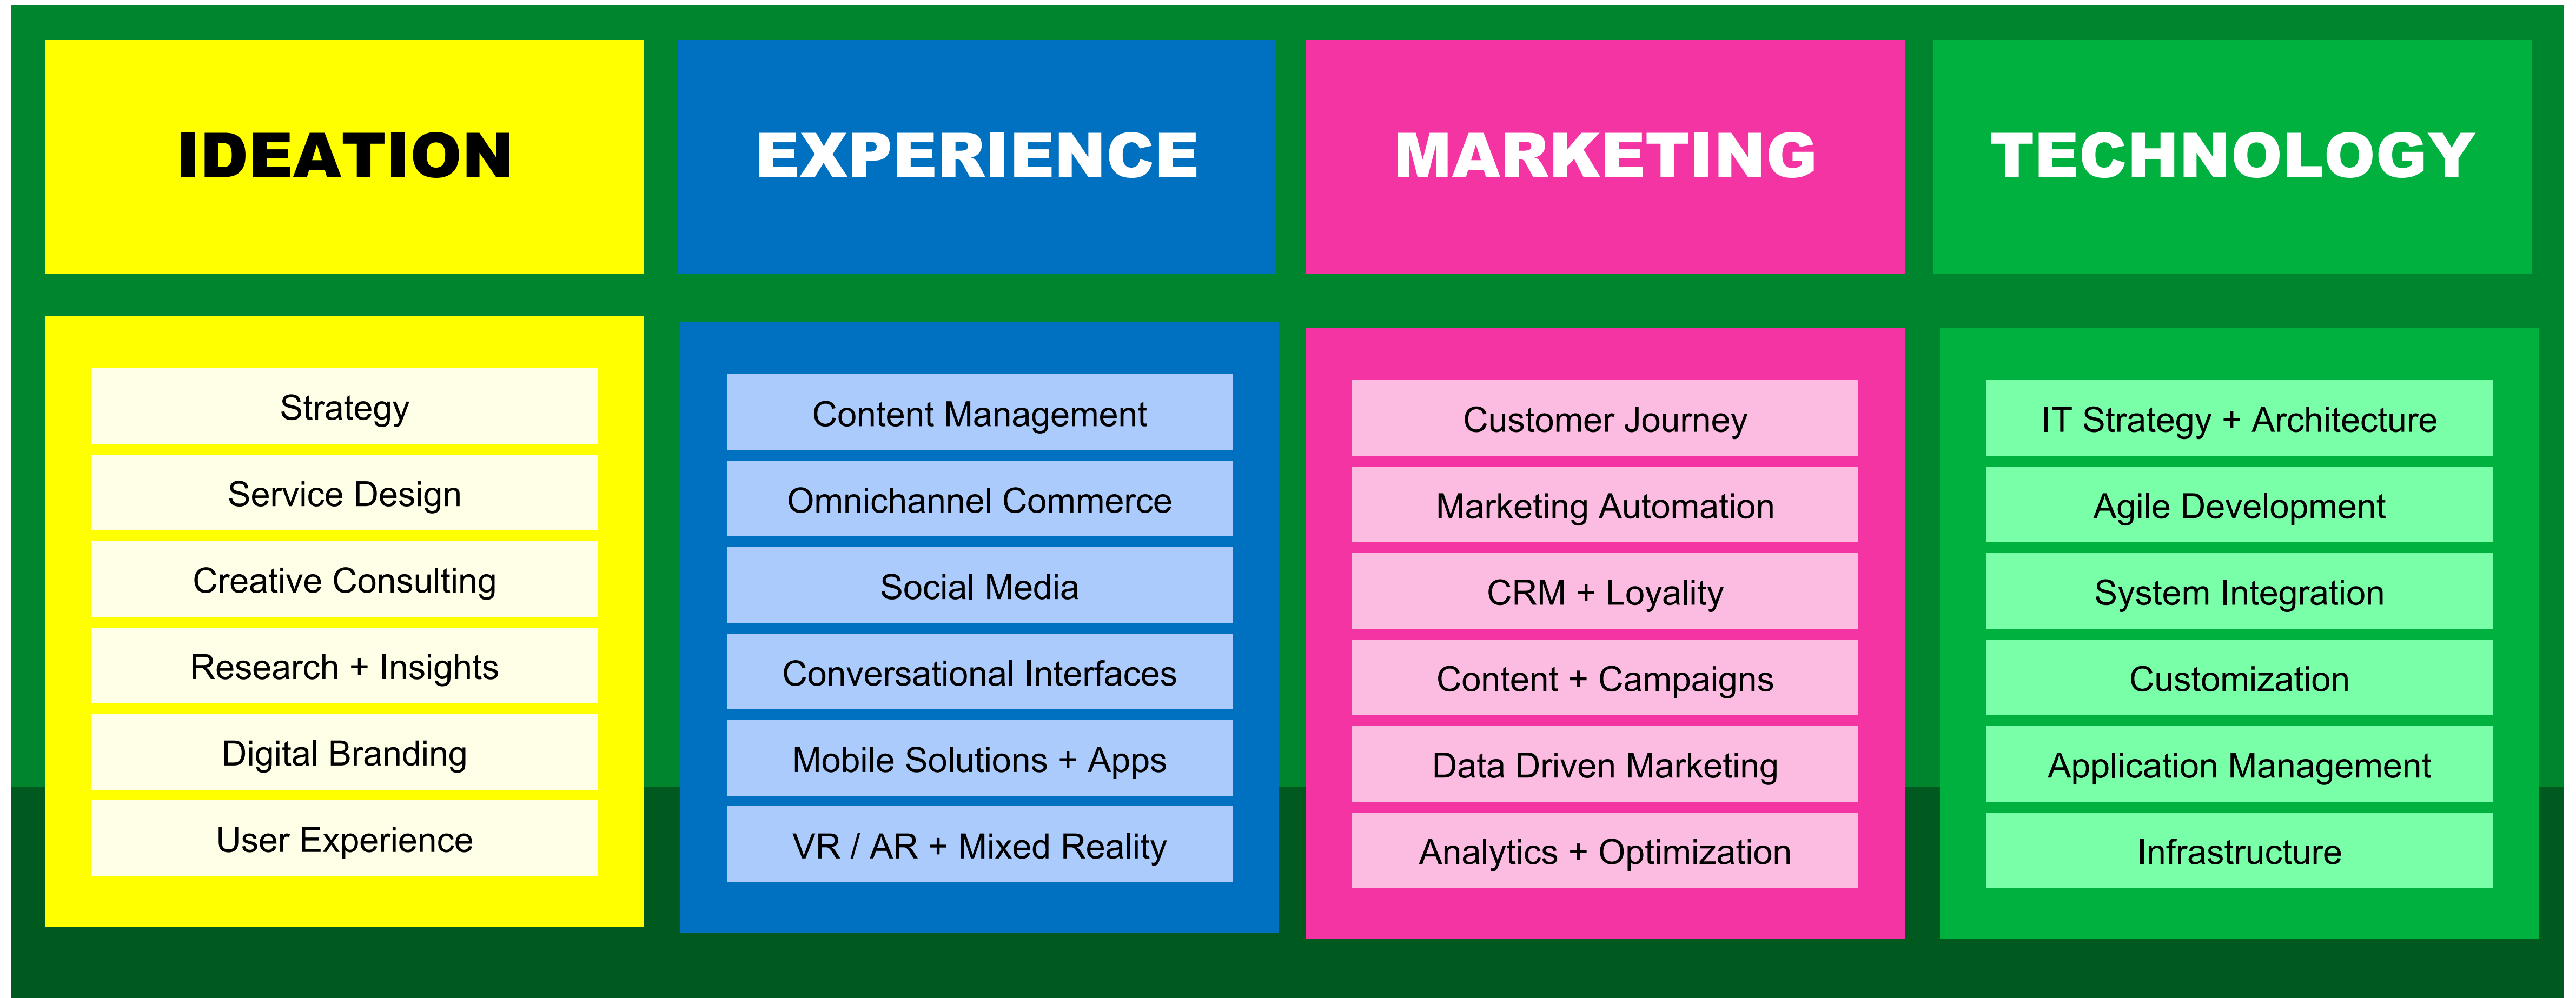 IDEATION
EXPERIENCE
MARKETING
TECHNOLOGY
Strategy
Service Design
Creative Consulting
Research + Insights
Digital Branding
User Experience
Content Management
Omnichannel Commerce
Social Media
Conversational Interfaces
Mobile Solutions + Apps
VR / AR + Mixed Reality
Customer Journey
Marketing Automation
CRM + Loyality
Content + Campaigns
Data Driven Marketing
Analytics + Optimization
IT Strategy + Architecture
Agile Development
System Integration
Customization
Application Management
Infrastructure